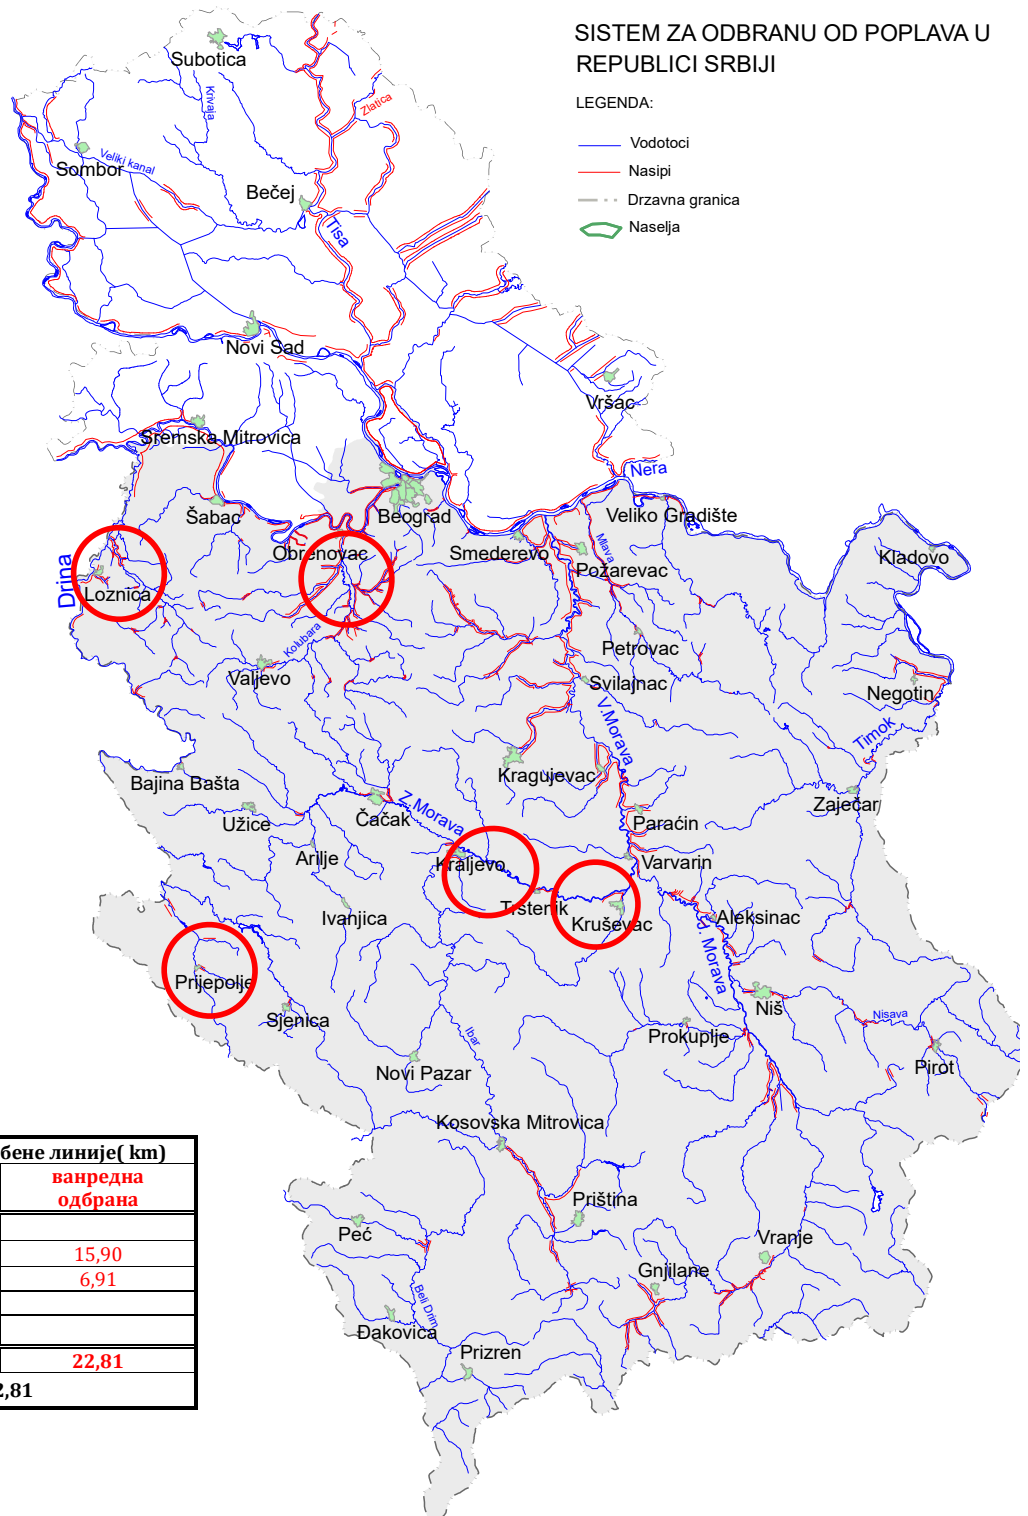 SISTEM ZA ODBRANU OD POPLAVA U
REPUBLICI SRBIJI
LEGENDA:
Vodotoci
Nasipi
Drzavna granica
Naselja
Subotica
Krivaja
Zlatica
Sombor
Veliki kanal
Bečej
Tisa
Novi Sad
Vršac
Sremska Mitrovica
Nera
Šabac
Beograd
Veliko Gradište
Drina
Obrenovac
Smederevo
Mlava
Požarevac
Kladovo
Loznica
Kolubara
Petrovac
Valjevo
Svilajnac
Negotin
V.Morava
Timok
Bajina Bašta
Kragujevac
Užice
Čačak
Z.Morava
Paraćin
Zaječar
Arilje
Kraljevo
Varvarin
Ivanjica
Trstenik
Kruševac
Aleksinac
J. Morava
Prijepolje
Sjenica
Niš
Nisava
Ibar
Prokuplje
Pirot
Novi Pazar
Kosovska Mitrovica
бене линије( km)
ванредна
одбрана
15,90
6,91
22,81
2,81
Priština
Peć
Vranje
Gnjilane
Beli Drim
Đakovica
Prizren